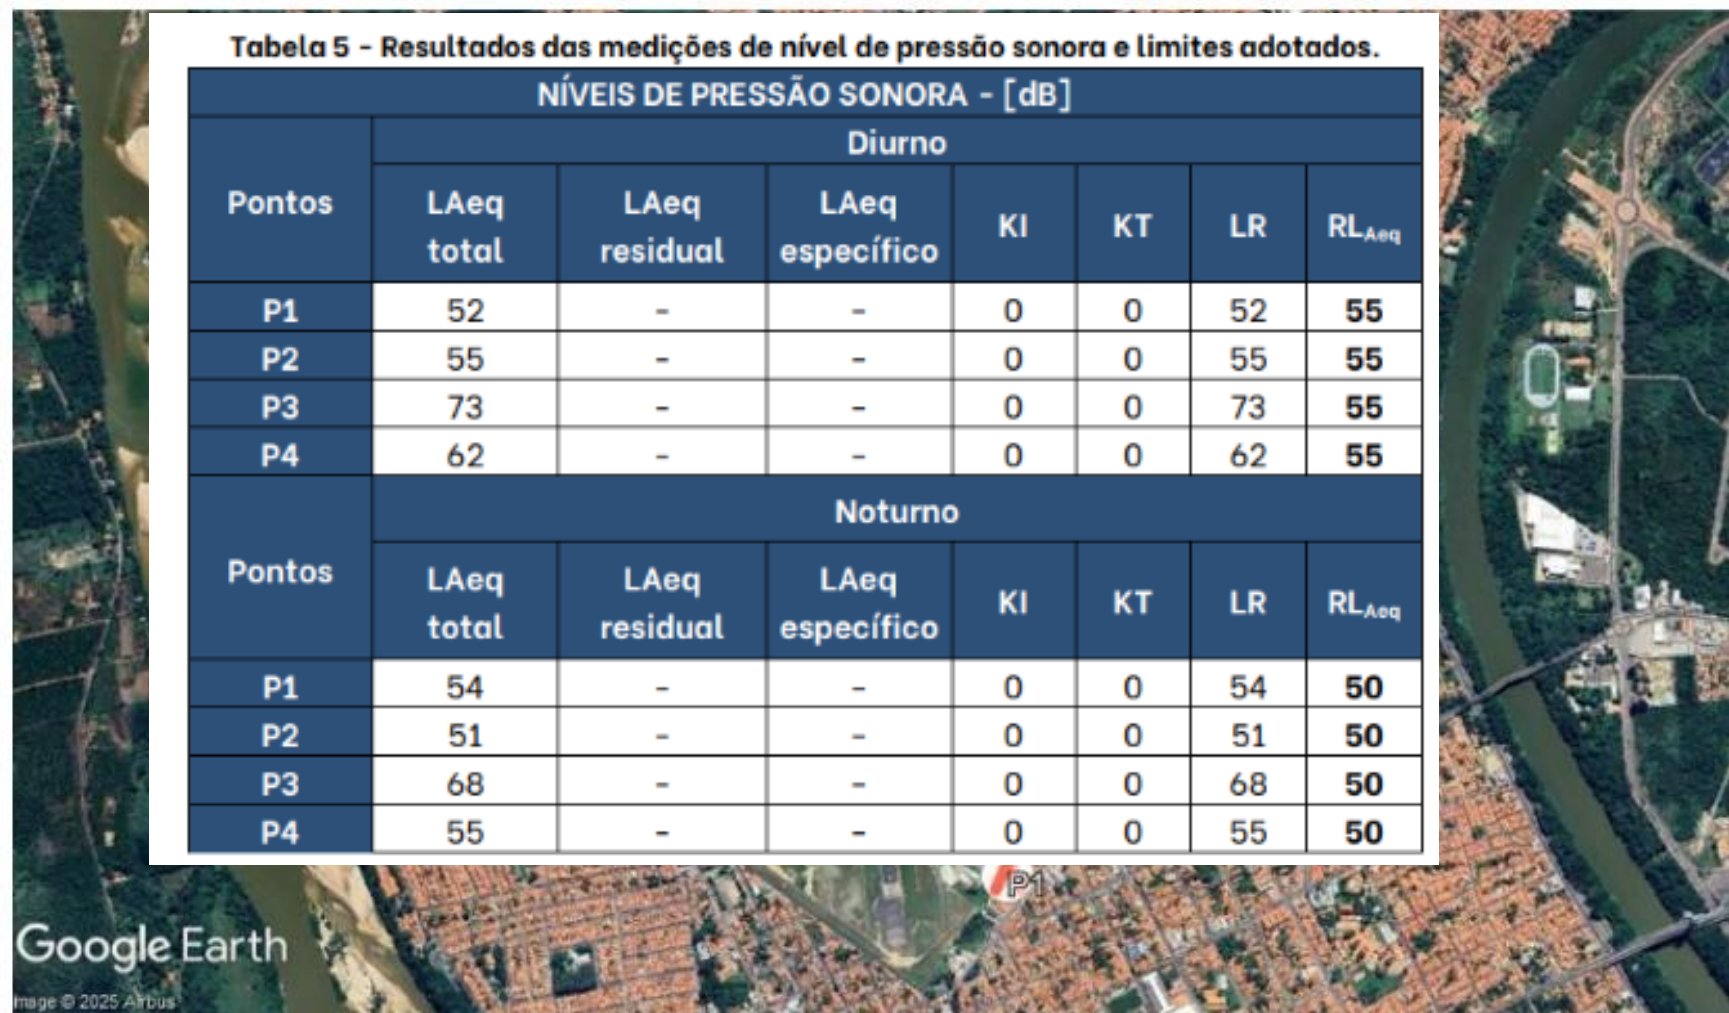 Tabela 5 - Resultados das medições de nível de pressão sonora e limites adotados.
NÍVEIS DE PRESSÃO SONORA - [dB]
Pontos
Diurno
LAeq total
LAeq residual
LAeq específico
KI
KT
LR
RLAeq
P1 52 - - 0 0 52 55
P2 55 - - 0 0 55 55
P3 73 - - 0 0 73 55
P4 62 - - 0 0 62 55
Pontos
Noturno
LAeq total
LAeq residual
LAeq específico
KI
KT
LR
RLAeq
P1 54 - - 0 0 54 50
P2 51 - - 0 0 51 50
P3 68 - - 0 0 68 50
P4 55 - - 0 0 55 50
P1
Google Earth
Image © 2025 Airbus